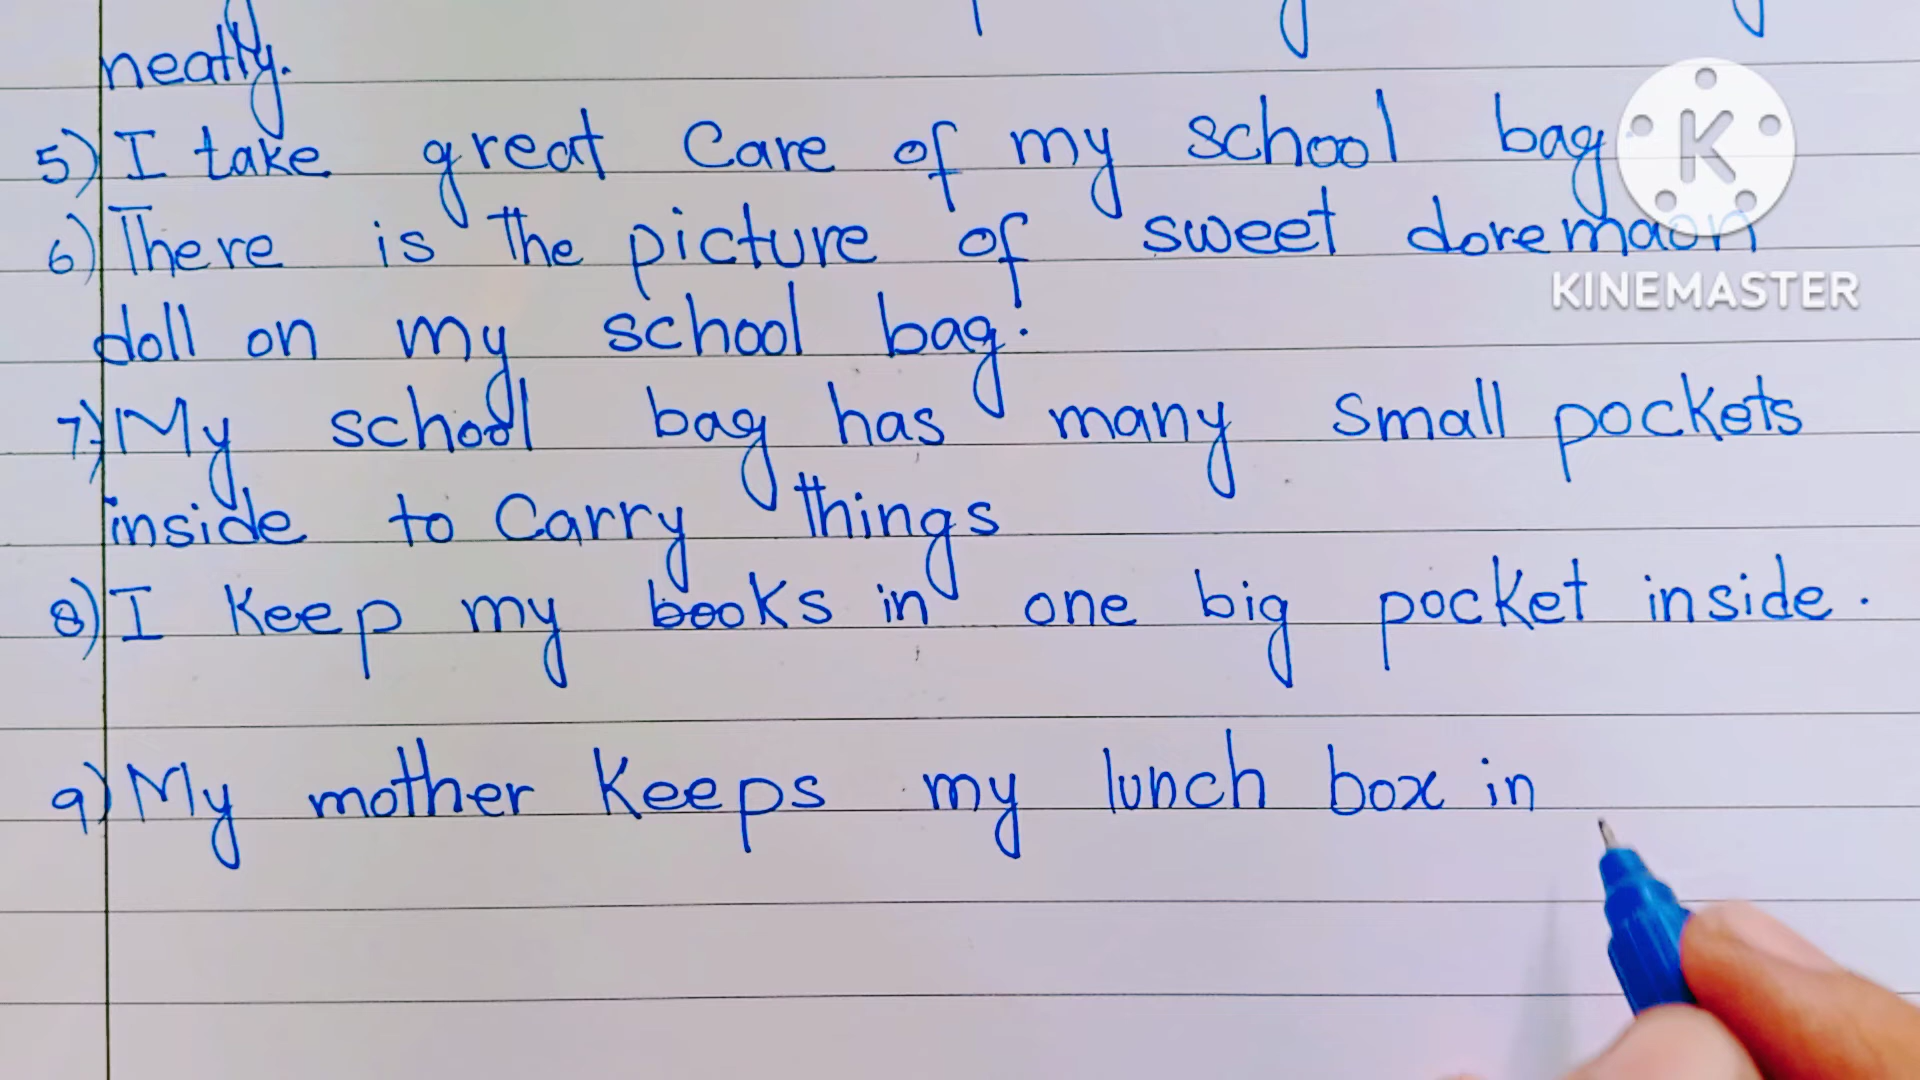 neatly.
5) I take great care of my school bag
6) There is the picture of sweet doremaon
doll on my school bag.
7) My school bag has many small pockets
inside to carry things
8) I keep my books in one big pocket inside.
9) My mother keeps my lunch box in
K
KINEMASTER